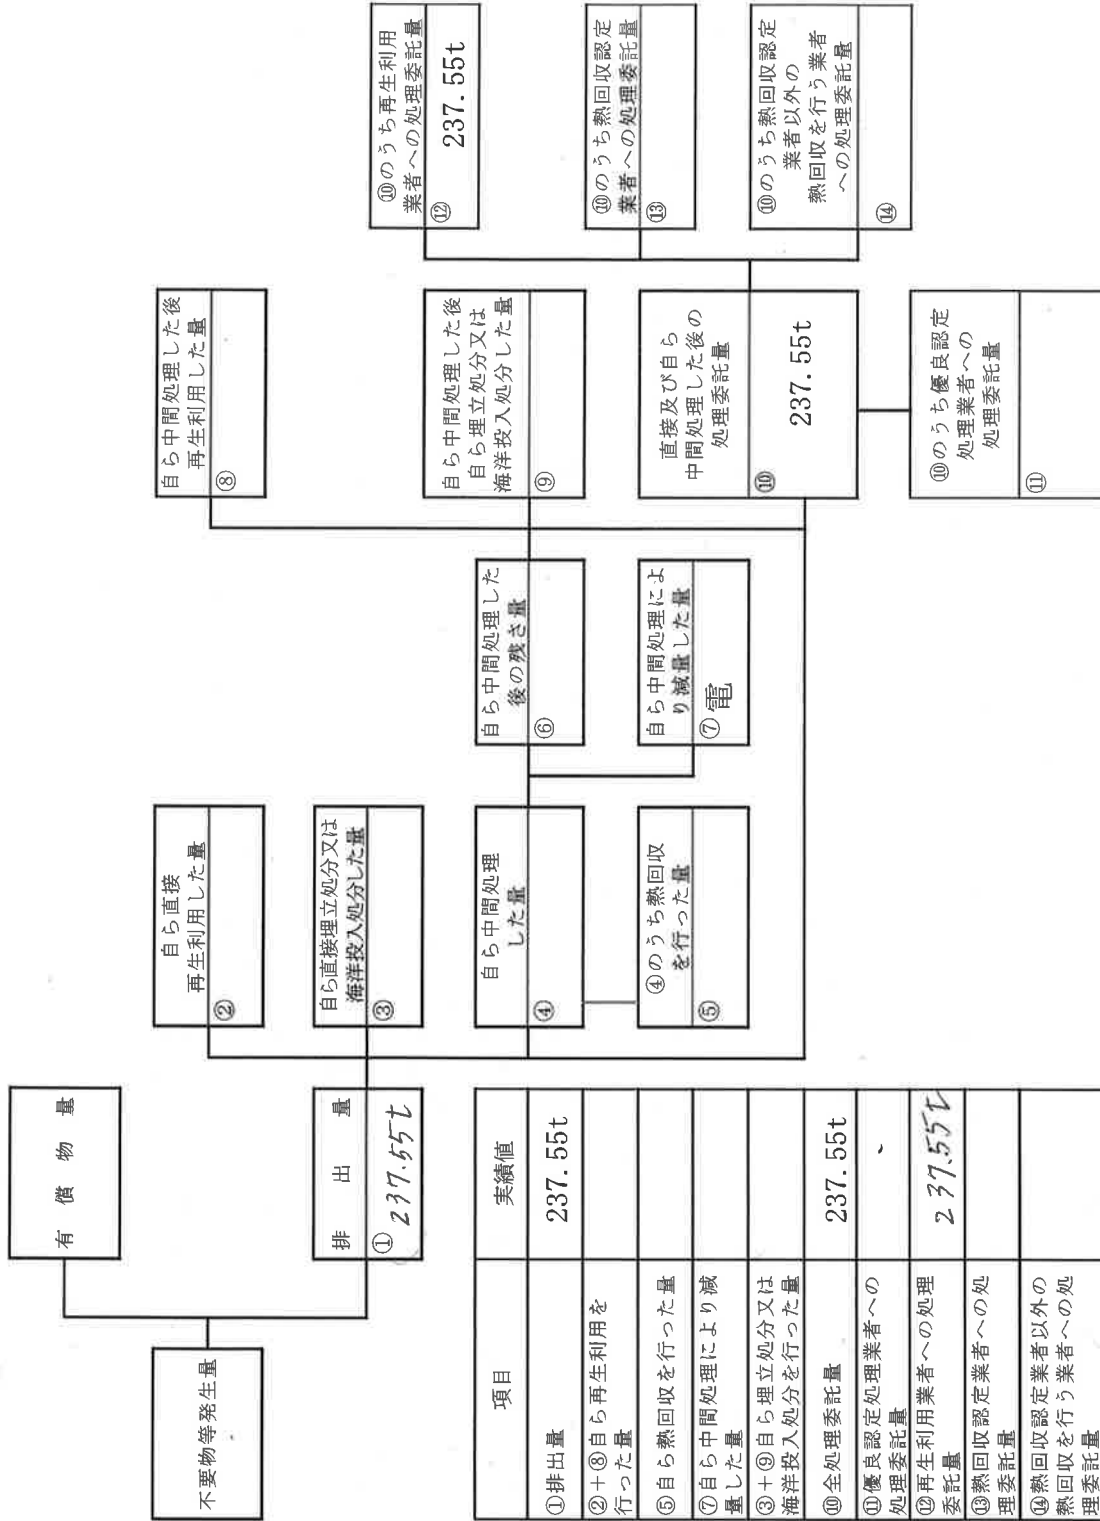 不要物等発生量
有償物量
排出量
① 237.55t
自ら直接
再生利用した量
②
自ら直接埋立処分又は
海洋投入処分した量
③
自ら中間処理
した量
④
④のうち熱回収
を行った量
⑤
自ら中間処理した
後の残さ量
⑥
自ら中間処理によ
り減量した量
⑦ 電
自ら中間処理した後
再生利用した量
⑧
自ら中間処理した後
自ら埋立処分又は
海洋投入処分した量
⑨
直接及び自ら
中間処理した後の
処理委託量
⑩
237.55t
⑩のうち優良認定
処理業者への
処理委託量
⑪
⑩のうち再生利用
業者への処理委託量
⑫
237.55t
⑩のうち熱回収認定
業者への処理委託量
⑬
⑩のうち熱回収認定
業者以外の
熱回収を行う業者
への処理委託量
⑭
項目 実績値
①排出量 237.55t
②+⑧自ら再生利用を
行った量
⑤自ら熱回収を行った量
⑦自ら中間処理により減
量した量
③+⑨自ら埋立処分又は
海洋投入処分を行った量
⑩全処理委託量 237.55t
⑪優良認定処理業者への
処理委託量
⑫再生利用業者への処理
委託量 237.55t
⑬熱回収認定業者への処
理委託量
⑭熱回収認定業者以外の
熱回収を行う業者への処
理委託量